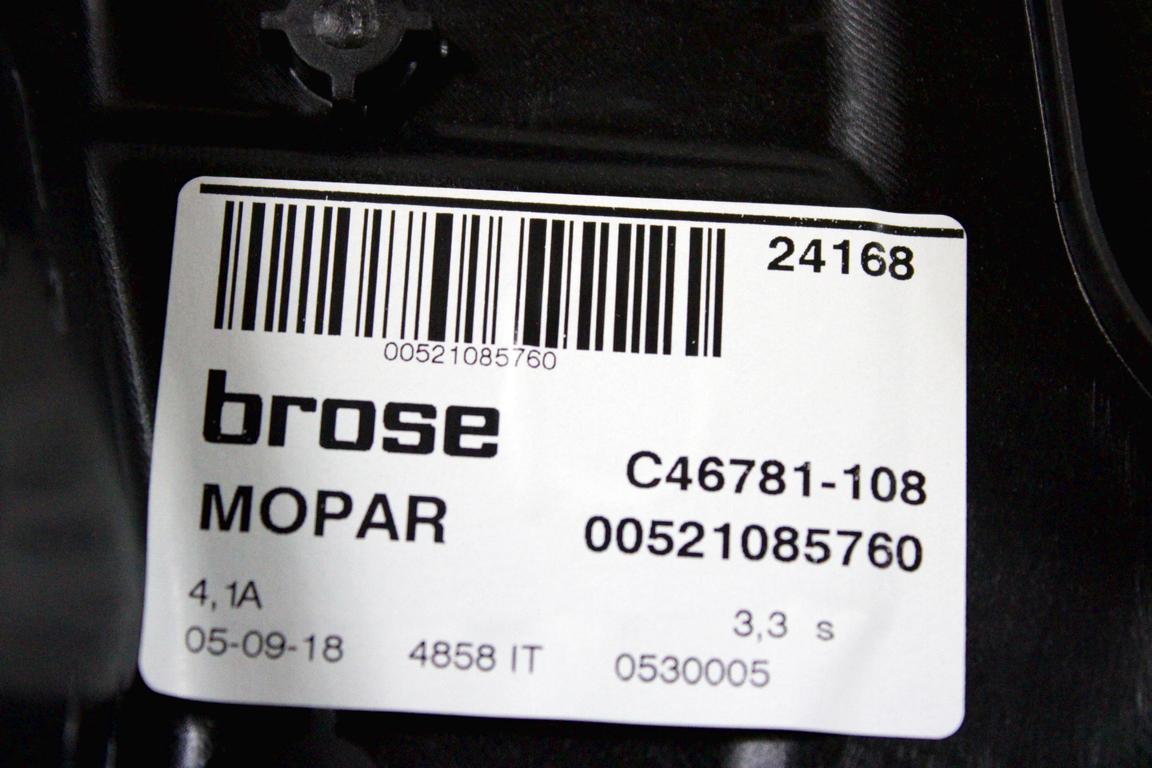 24168
00521085760
brose
C46781-108
MOPAR
00521085760
4,1A
3,3 s
05-09-18 4858 IT 0530005